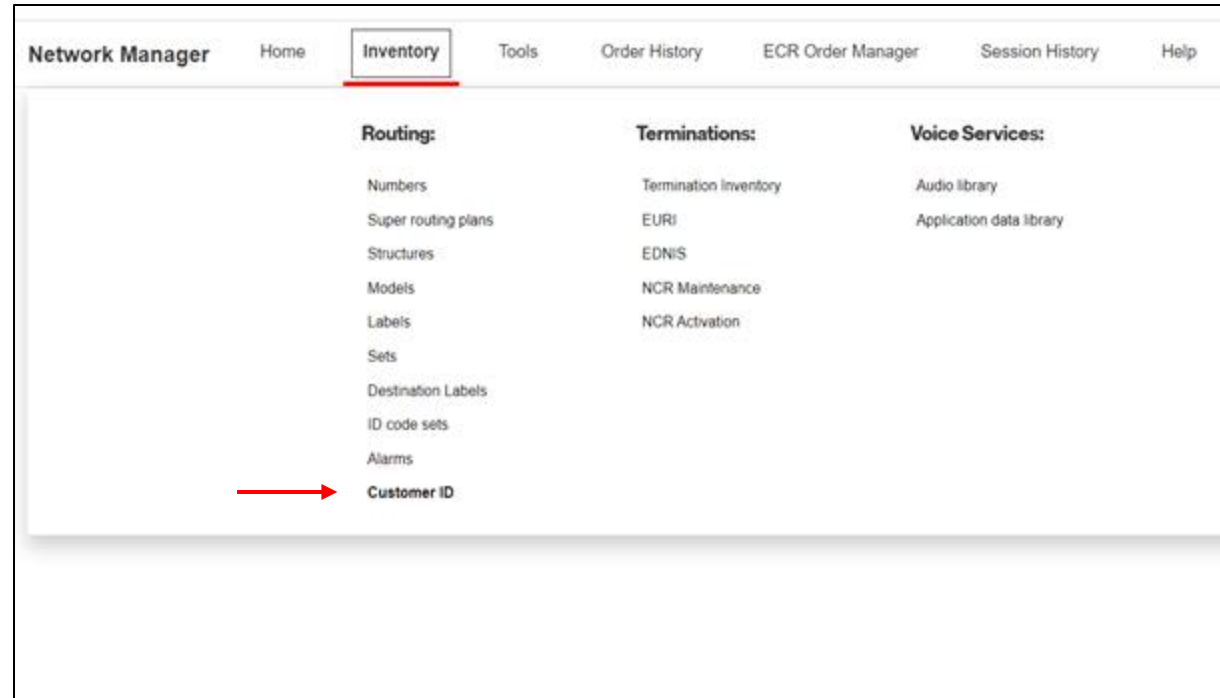 Network Manager Home Inventory Tools Order History ECR Order Manager Session History Help
Routing:
Numbers
Super routing plans
Structures
Models
Labels
Sets
Destination Labels
ID code sets
Alarms
Customer ID
Terminations:
Termination Inventory
EURI
EDNIS
NCR Maintenance
NCR Activation
Voice Services:
Audio library
Application data library